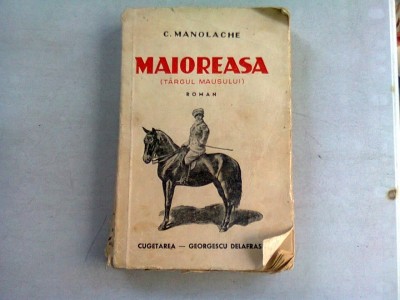 C. MANOLACHE
MAIOREASA
(TÂRGUL MAUSULUI)
ROMAN
CUGETAREA — GEORGESCU DELAFRAS